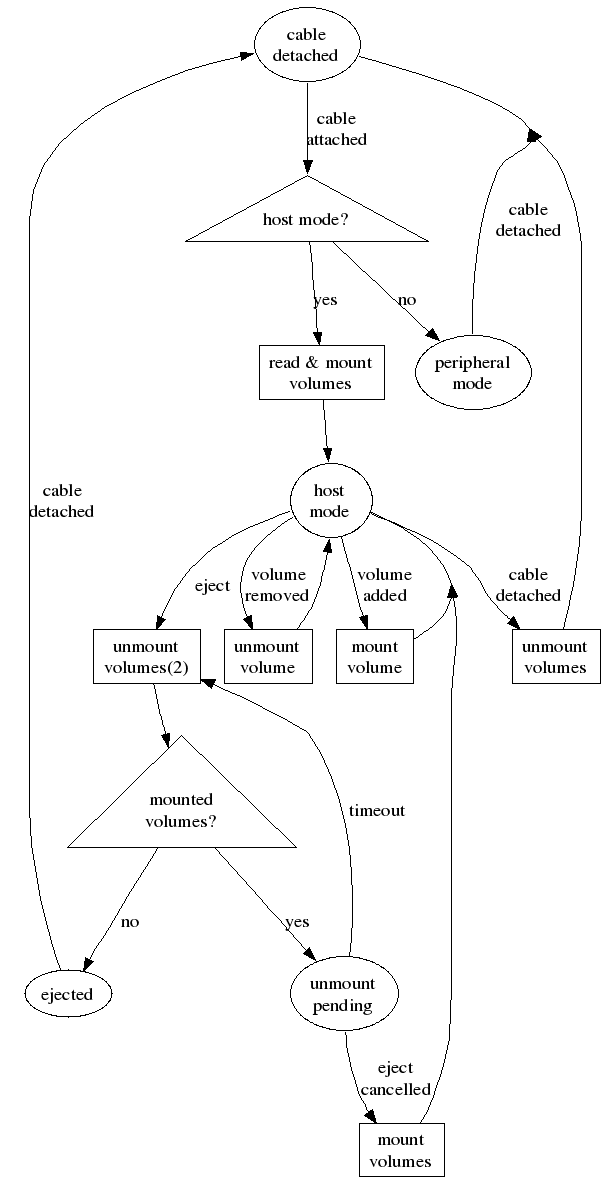 cable
detached
cable
attached
host mode?
cable
detached
yes
no
read & mount
volumes
peripheral
mode
host
mode
cable
detached
eject
volume
removed
volume
added
cable
detached
unmount
volumes(2)
unmount
volume
mount
volume
unmount
volumes
mounted
volumes?
timeout
no
yes
ejected
unmount
pending
eject
cancelled
mount
volumes